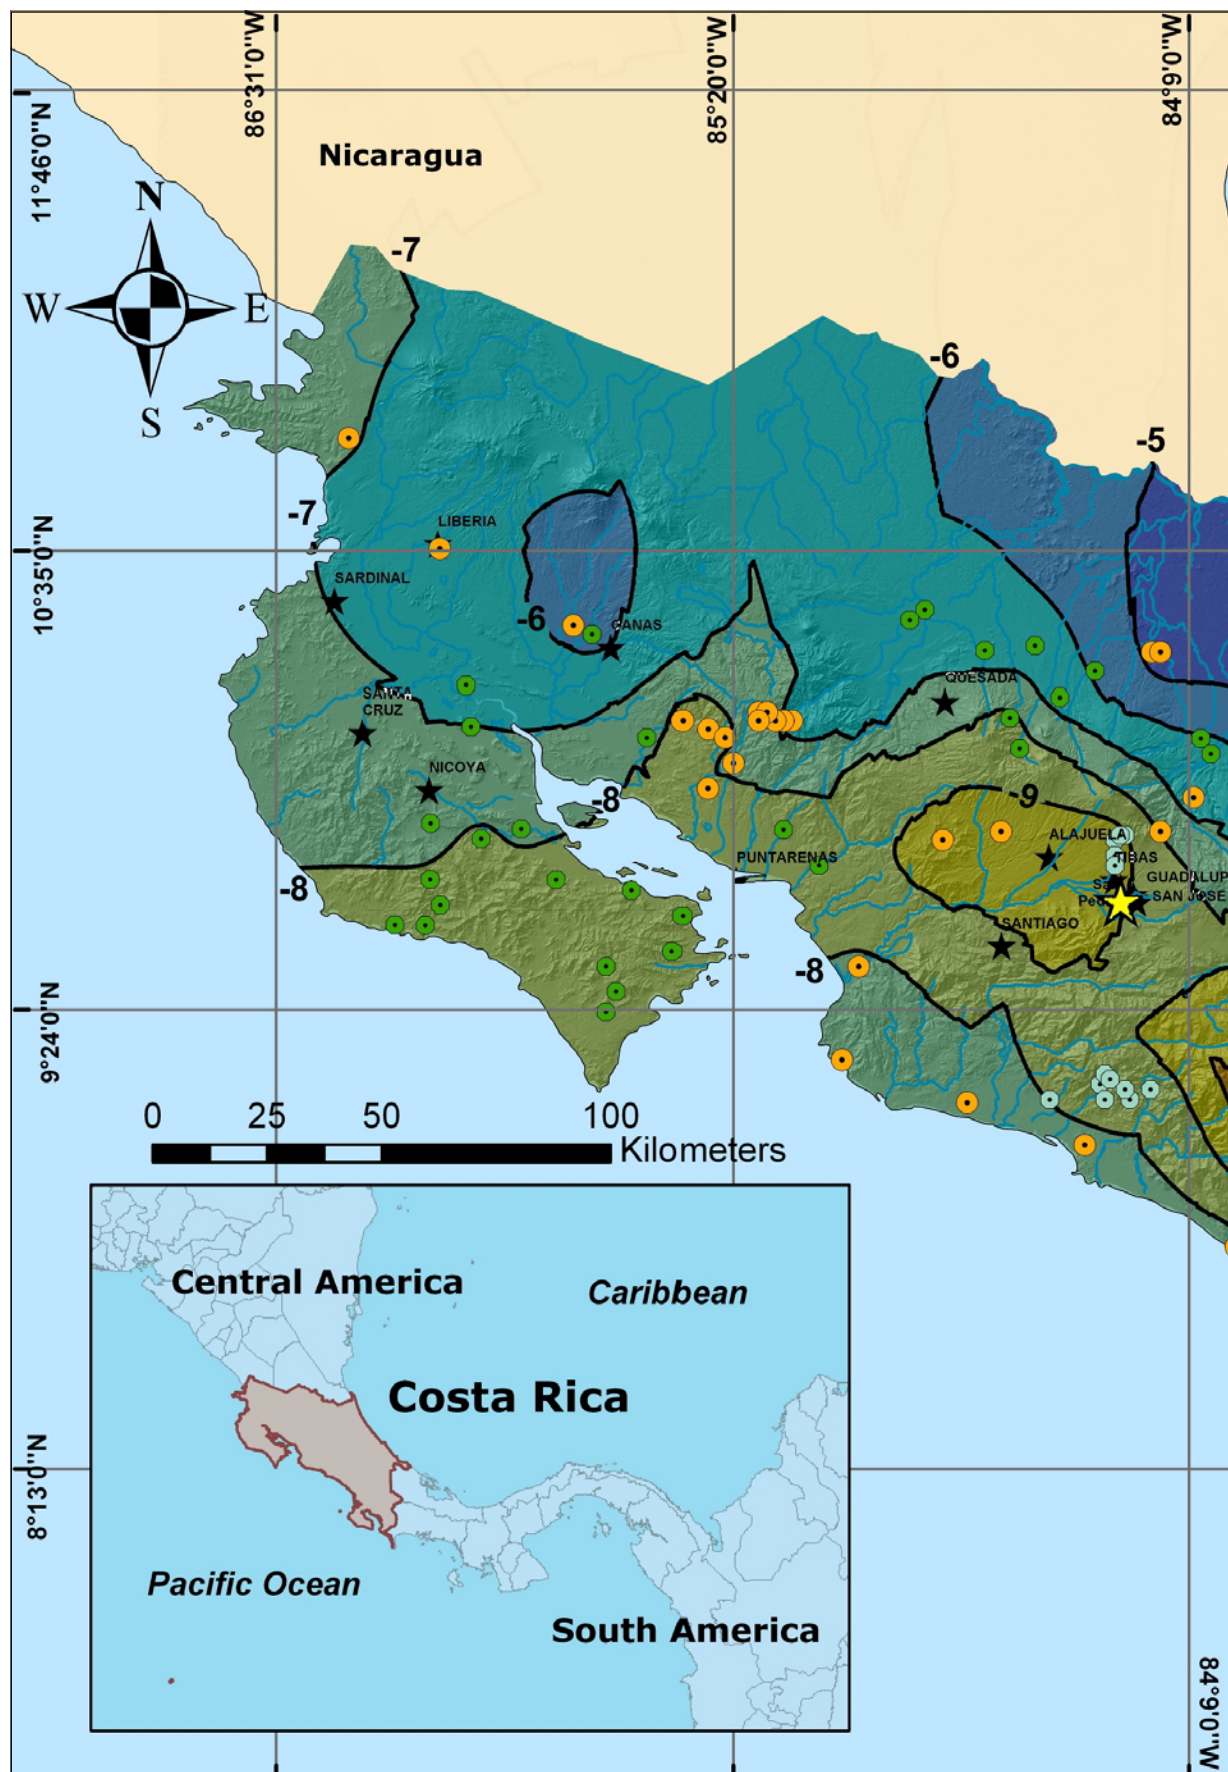 86°31'0"W
85°20'0"W
84°9'0"W
11°46'0"N
Nicaragua
N
W
E
S
-7
-6
-5
-7
LIBERIA
10°35'0"N
SARDINAL
-6
CANAS
SANTA
CRUZ
QUESADA
NICOYA
-8
-9
ALAJUELA
PUNTARENAS
TIBAS
GUADALUP
-8
SAN JOSE
SANTIAGO
-8
9°24'0"N
0
25
50
100
Kilometers
Central America
Caribbean
Costa Rica
8°13'0"N
Pacific Ocean
South America
84°9'0"W